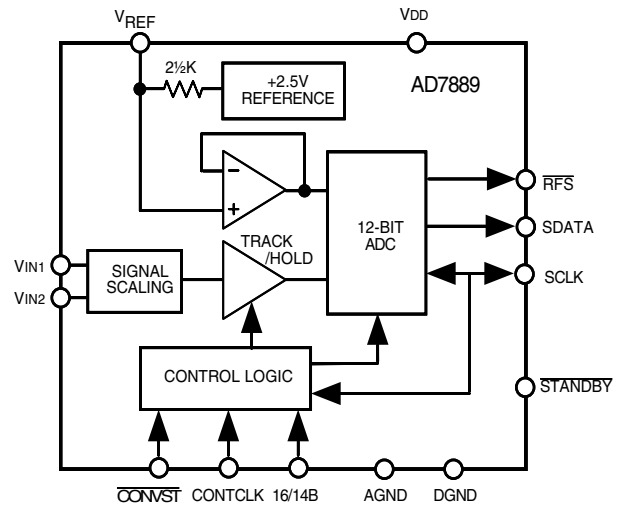 VREF
VDD
2½K
+2.5V
REFERENCE
AD7889
−
+
12-BIT
ADC
RFS
SDATA
SCLK
TRACK
/HOLD
VIN1
VIN2
SIGNAL
SCALING
CONTROL LOGIC
STANDBY
CONVST CONTCLK 16/14B AGND DGND